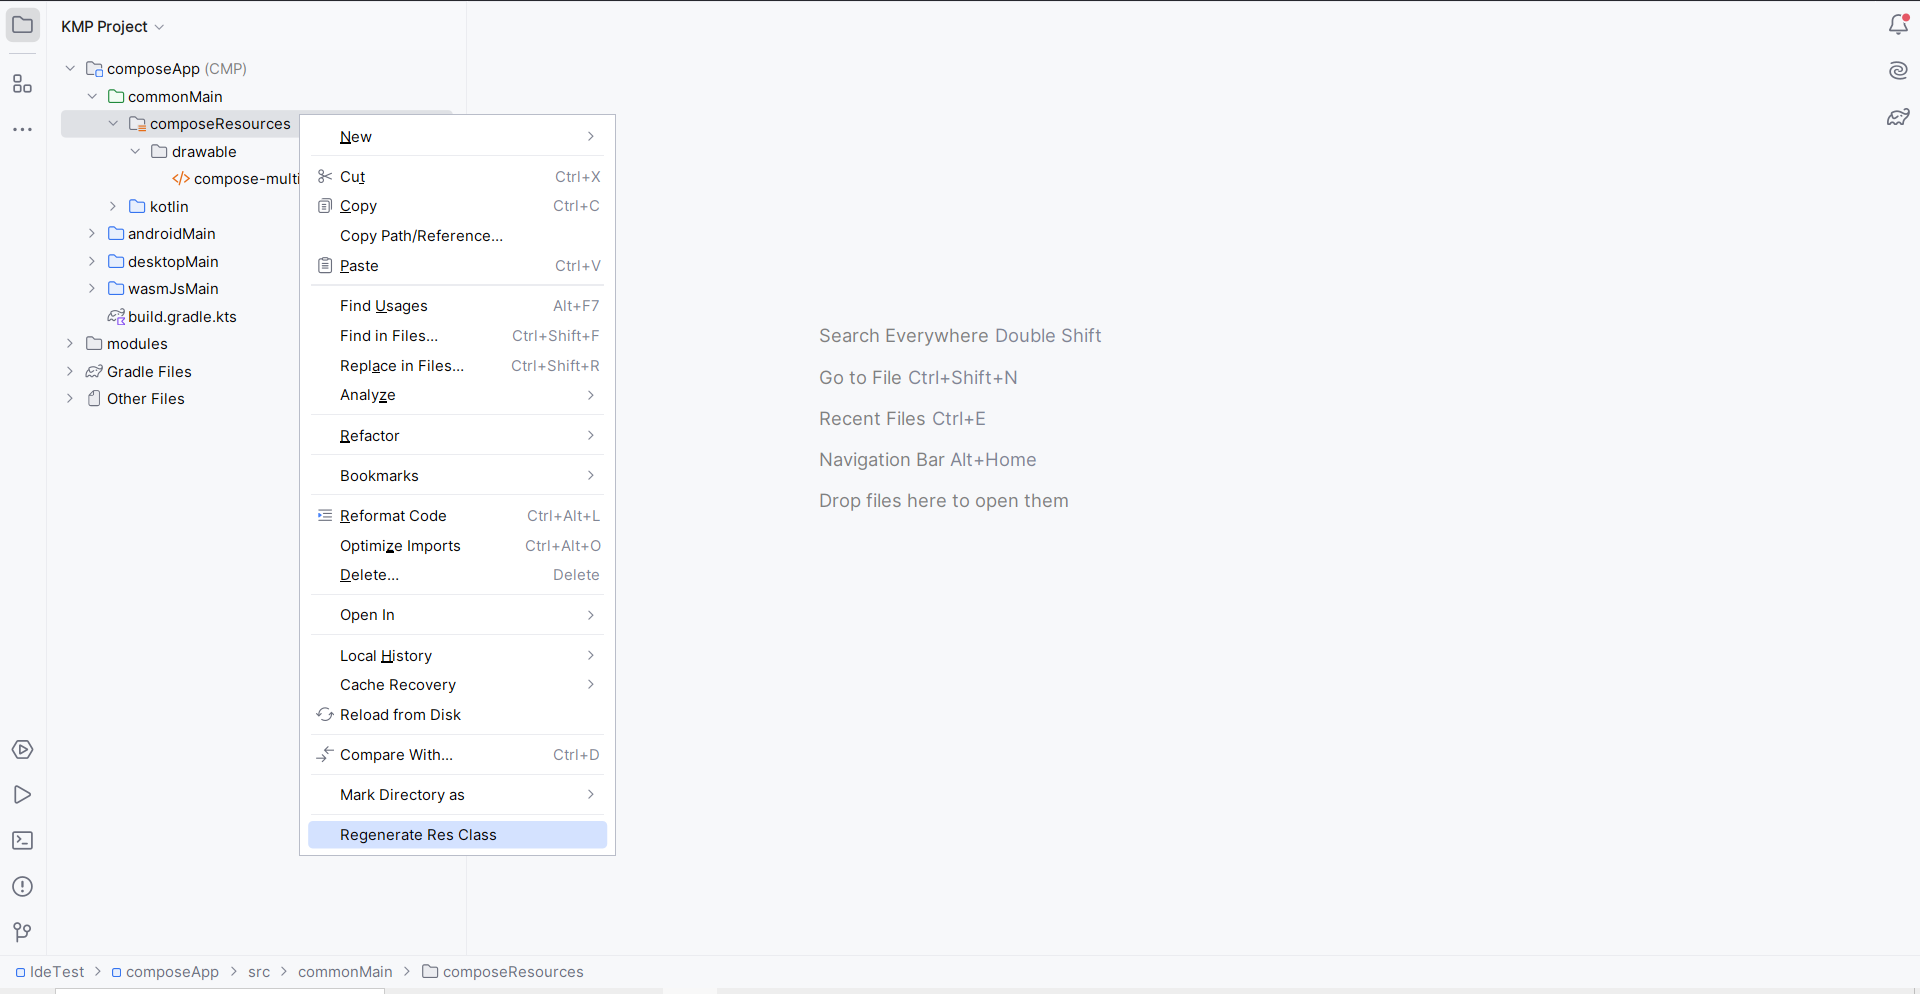 KMP Project
composeApp (CMP)
commonMain
composeResources
drawable
compose-multi
kotlin
androidMain
desktopMain
wasmJsMain
build.gradle.kts
modules
Gradle Files
Other Files
New
Cut Ctrl+X
Copy Ctrl+C
Copy Path/Reference...
Paste Ctrl+V
Find Usages Alt+F7
Find in Files... Ctrl+Shift+F
Replace in Files... Ctrl+Shift+R
Analyze
Refactor
Bookmarks
Reformat Code Ctrl+Alt+L
Optimize Imports Ctrl+Alt+O
Delete... Delete
Open In
Local History
Cache Recovery
Reload from Disk
Compare With... Ctrl+D
Mark Directory as
Regenerate Res Class
Search Everywhere Double Shift
Go to File Ctrl+Shift+N
Recent Files Ctrl+E
Navigation Bar Alt+Home
Drop files here to open them
IdeTest > composeApp > src > commonMain > composeResources